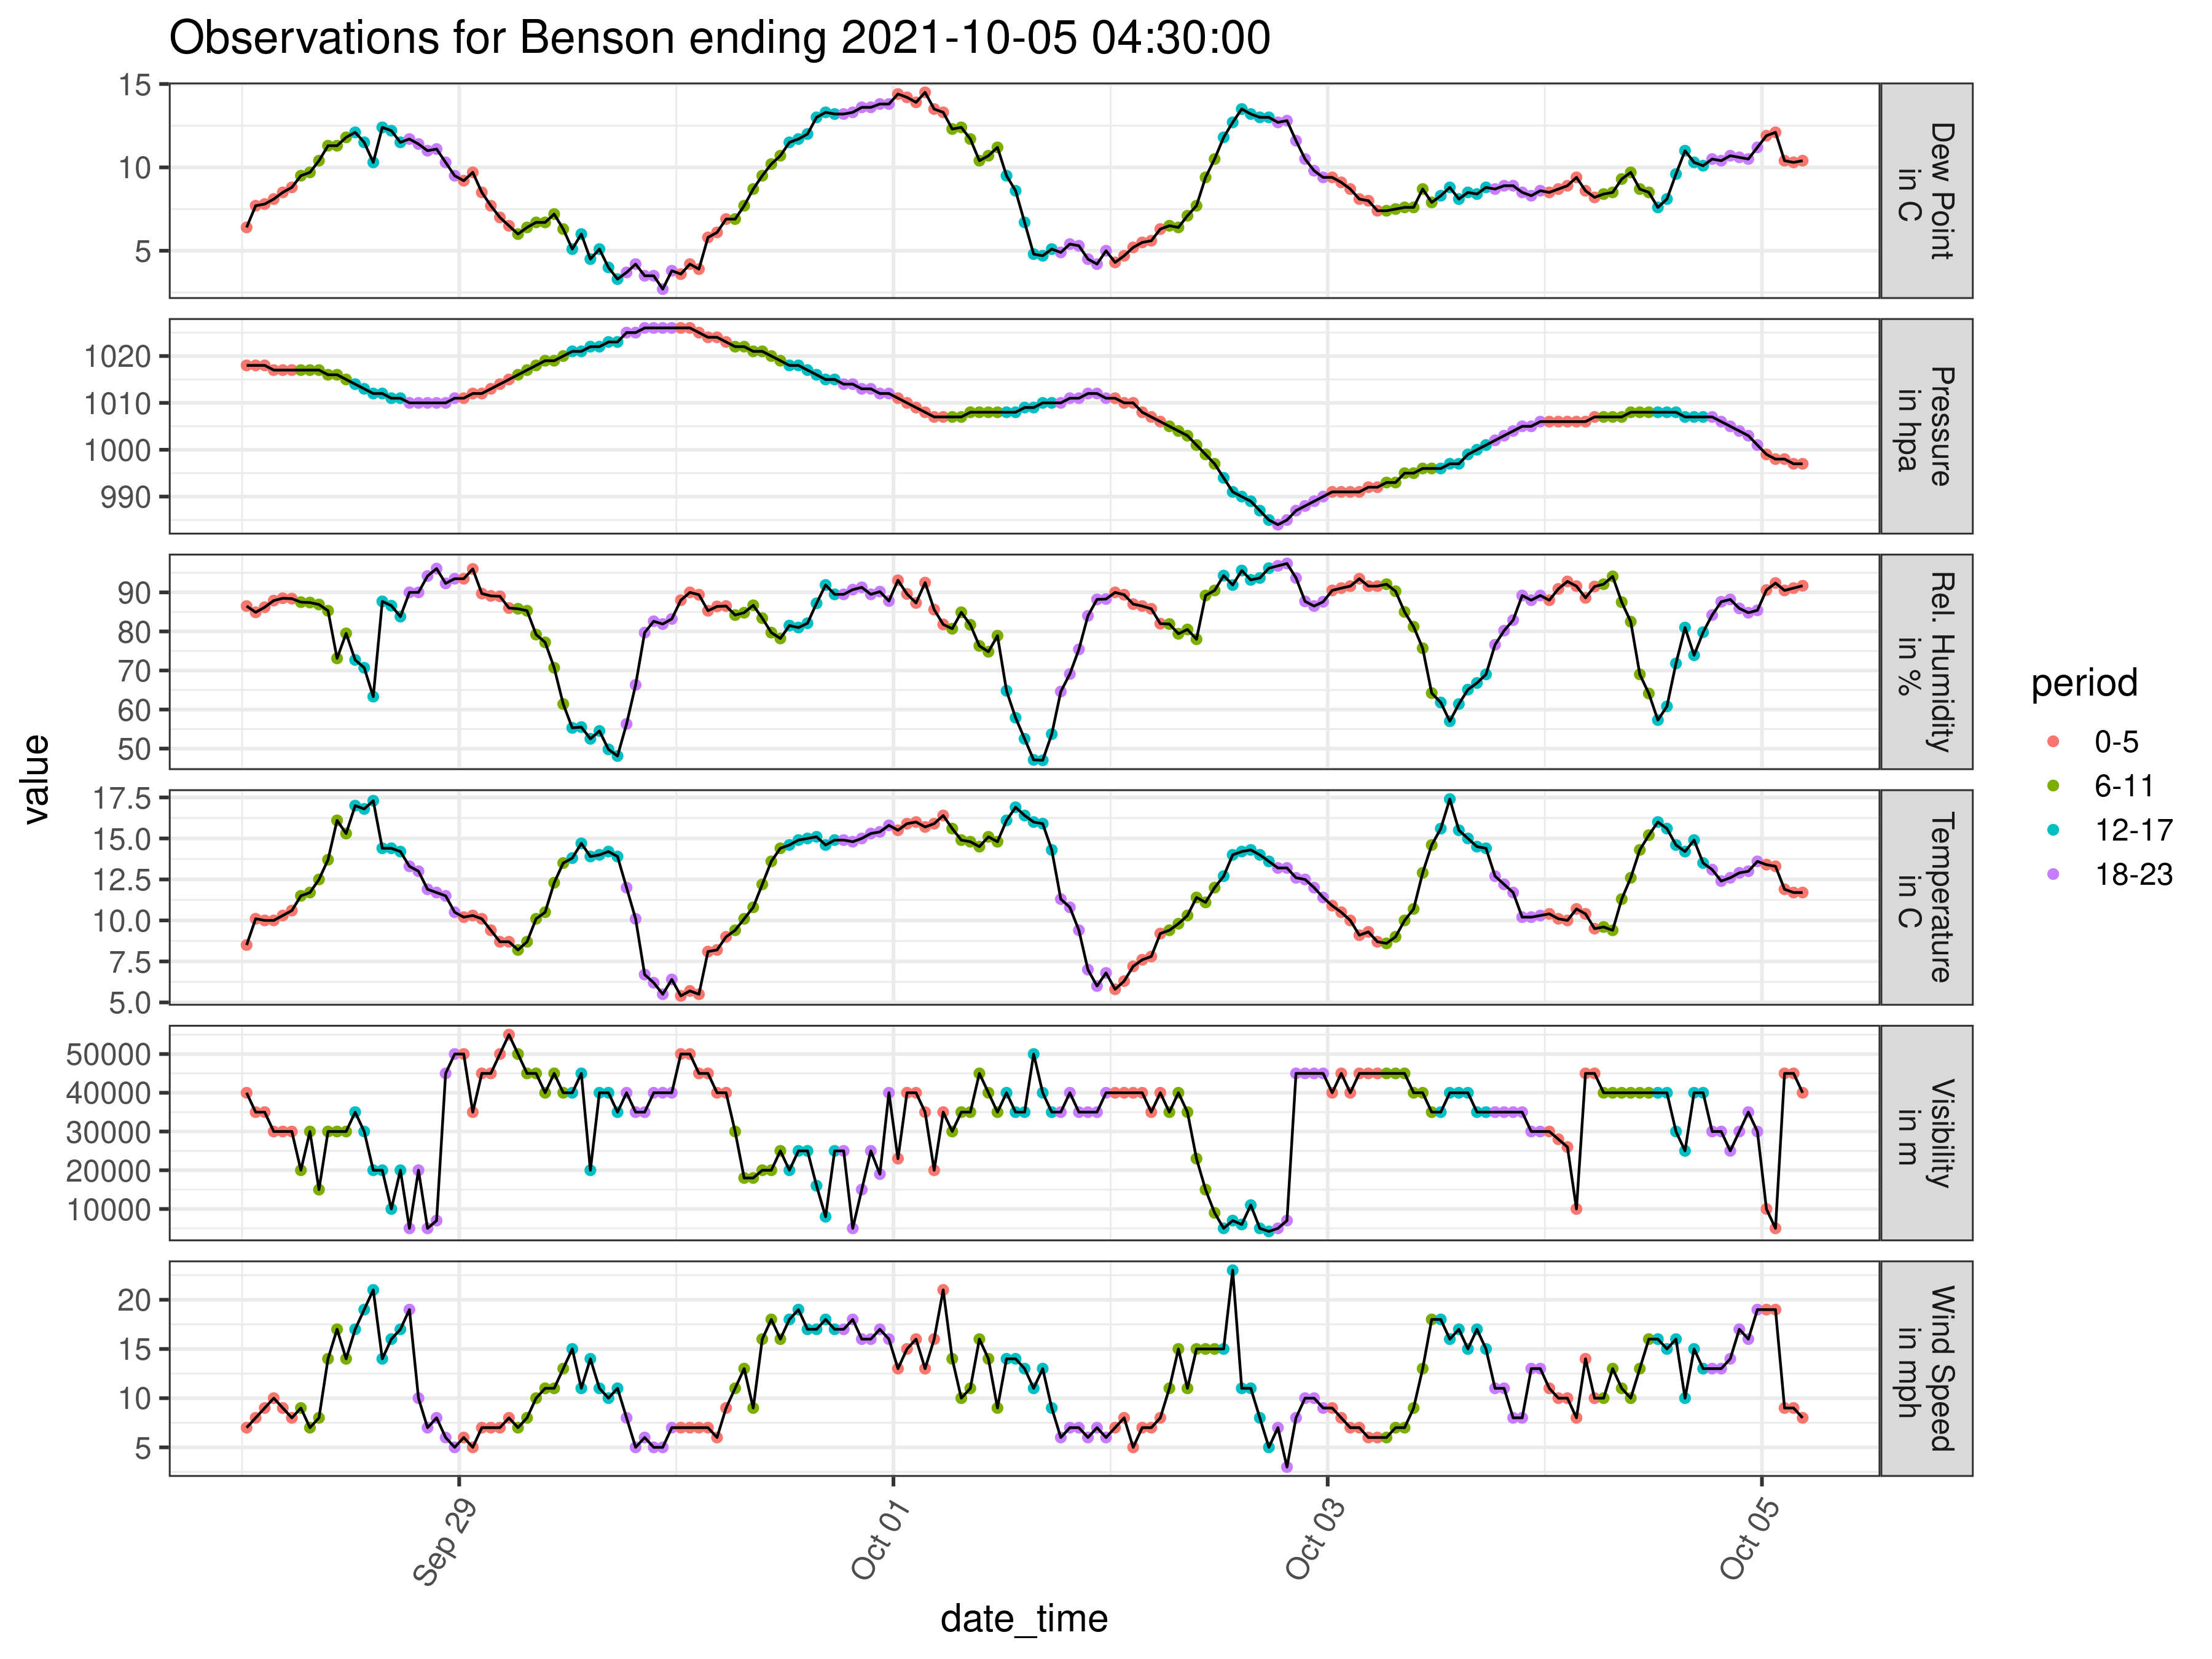 Observations for Benson ending 2021-10-05 04:30:00
value
15
10
5
Dew Point
in C
1020
1010
1000
990
Pressure
in hpa
90
80
70
60
50
Rel. Humidity
in %
17.5
15.0
12.5
10.0
7.5
5.0
Temperature
in C
50000
40000
30000
20000
10000
Visibility
in m
20
15
10
5
Wind Speed
in mph
Sep 29
Oct 01
Oct 03
Oct 05
date_time
period
0-5
6-11
12-17
18-23